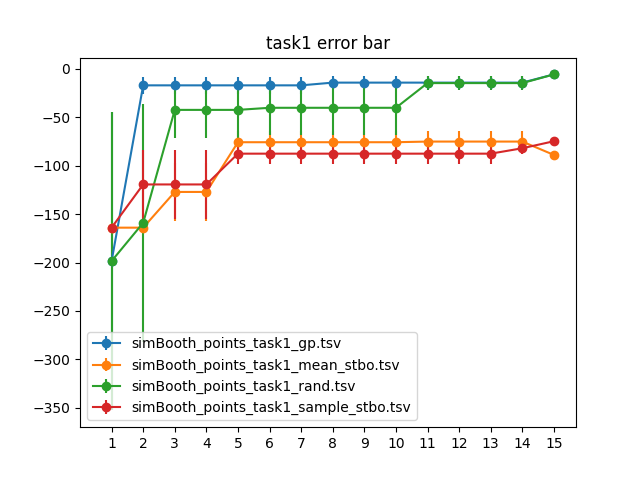 task1 error bar
0
−50
−100
−150
−200
−250
−300
−350
simBooth_points_task1_gp.tsv
simBooth_points_task1_mean_stbo.tsv
simBooth_points_task1_rand.tsv
simBooth_points_task1_sample_stbo.tsv
1 2 3 4 5 6 7 8 9 10 11 12 13 14 15